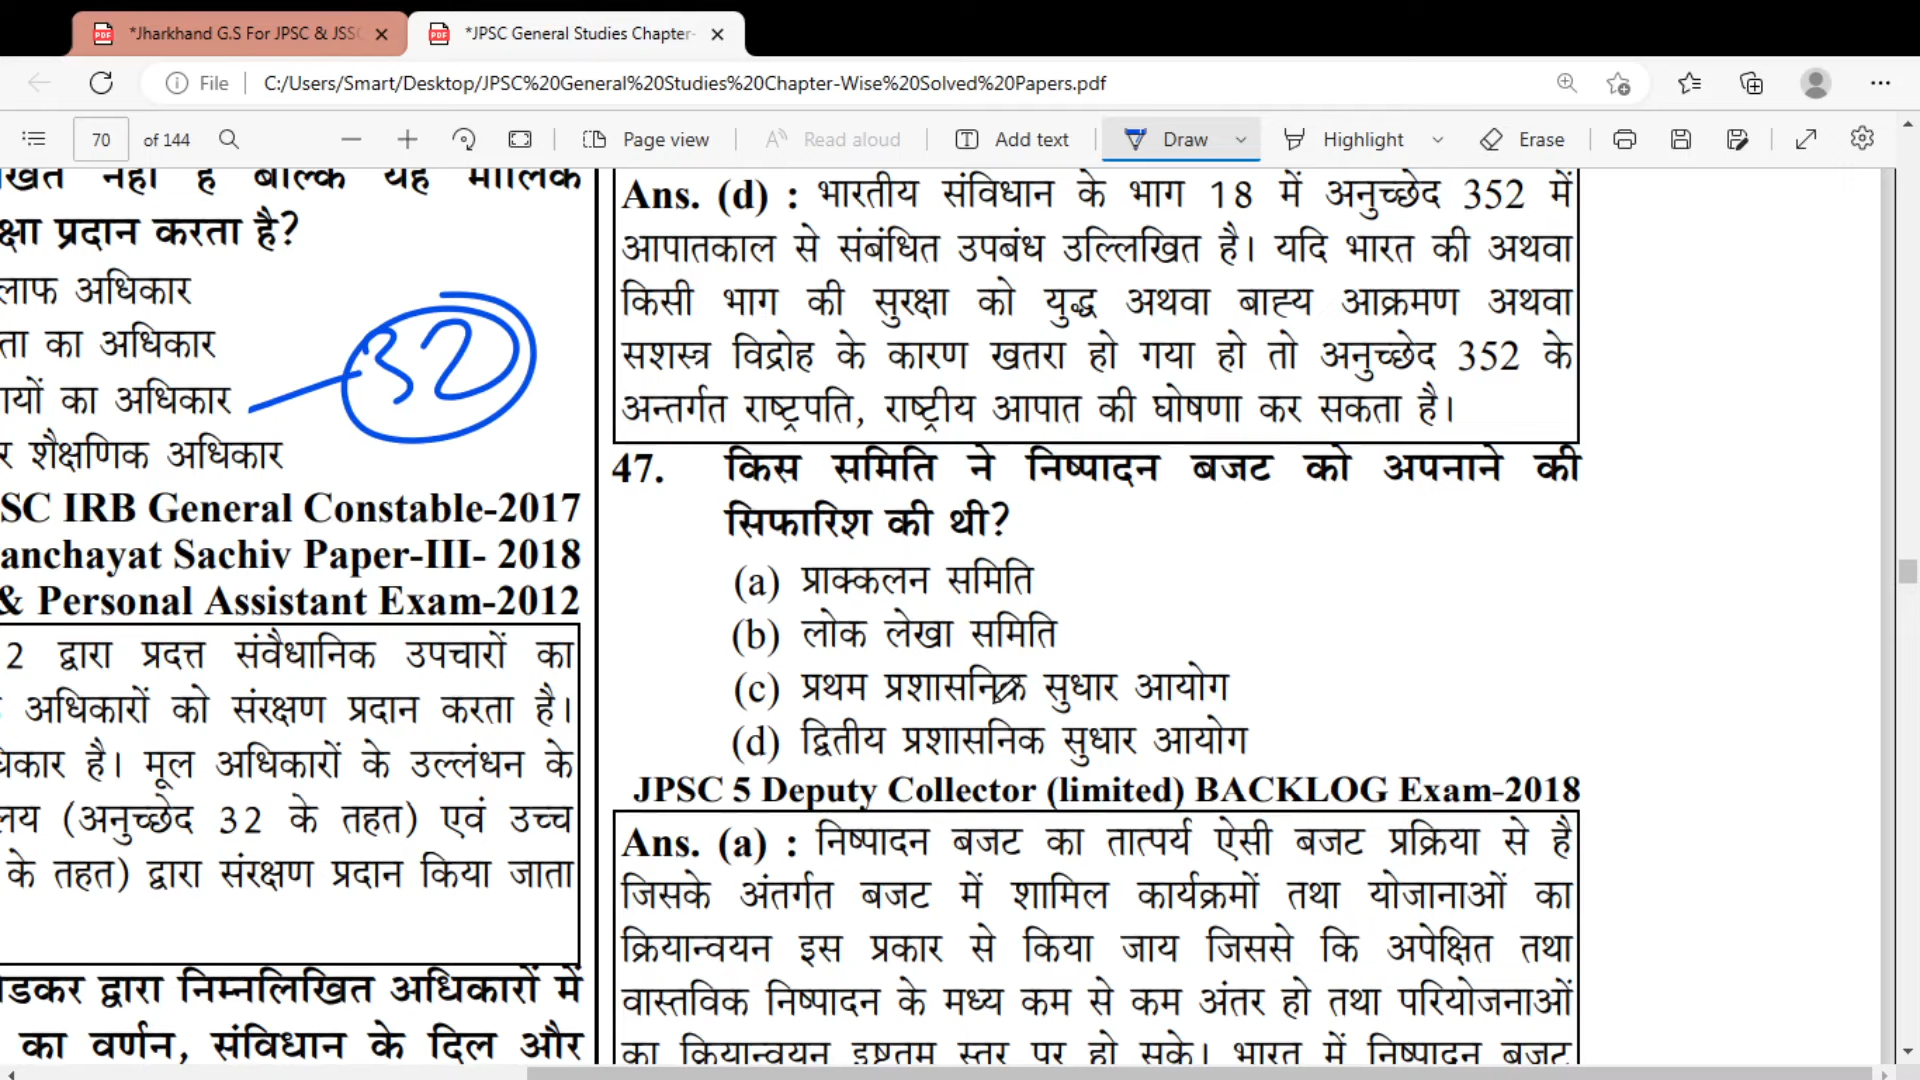 *Jharkhand G.S For JPSC & JSSC
*JPSC General Studies Chapter-
File
C:/Users/Smart/Desktop/JPSC%20General%20Studies%20Chapter-Wise%20Solved%20Papers.pdf
70 of 144
Page view
Read aloud
Add text
Draw
Highlight
Erase
नहीं है बल्कि यह मौलिक
क्षा प्रदान करता है?
लाफ अधिकार
ता का अधिकार
ायों का अधिकार
र शैक्षणिक अधिकार
32
SC IRB General Constable-2017
anchayat Sachiv Paper-III- 2018
& Personal Assistant Exam-2012
2 द्वारा प्रदत्त संवैधानिक उपचारों का
अधिकारों को संरक्षण प्रदान करता है।
धिकार है। मूल अधिकारों के उल्लंघन के
लय (अनुच्छेद 32 के तहत) एवं उच्च
के तहत) द्वारा संरक्षण प्रदान किया जाता
डकर द्वारा निम्नलिखित अधिकारों में
का वर्णन, संविधान के दिल और
Ans. (d) : भारतीय संविधान के भाग 18 में अनुच्छेद 352 में
आपातकाल से संबंधित उपबंध उल्लिखित है। यदि भारत की अथवा
किसी भाग की सुरक्षा को युद्ध अथवा बाह्य आक्रमण अथवा
सशस्त्र विद्रोह के कारण खतरा हो गया हो तो अनुच्छेद 352 के
अन्तर्गत राष्ट्रपति, राष्ट्रीय आपात की घोषणा कर सकता है।
47. किस समिति ने निष्पादन बजट को अपनाने की
सिफारिश की थी?
(a) प्राक्कलन समिति
(b) लोक लेखा समिति
(c) प्रथम प्रशासनिक सुधार आयोग
(d) द्वितीय प्रशासनिक सुधार आयोग
JPSC 5 Deputy Collector (limited) BACKLOG Exam-2018
Ans. (a) : निष्पादन बजट का तात्पर्य ऐसी बजट प्रक्रिया से है
जिसके अंतर्गत बजट में शामिल कार्यक्रमों तथा योजानाओं का
क्रियान्वयन इस प्रकार से किया जाय जिससे कि अपेक्षित तथा
वास्तविक निष्पादन के मध्य कम से कम अंतर हो तथा परियोजनाओं
का क्रियान्वयन इष्टतम स्तर पर हो सके। भारत में निष्पादन बजट